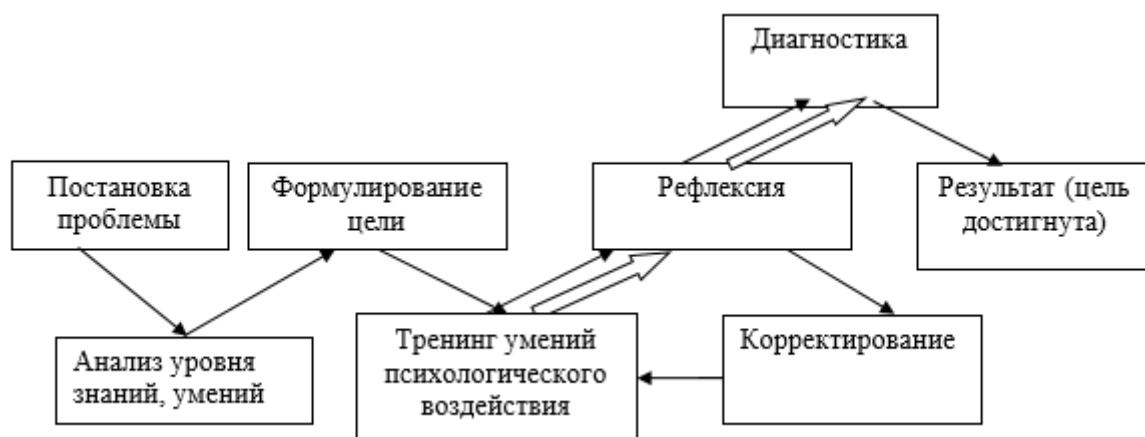 Диагностика
Постановка
проблемы
Формулирование
цели
Рефлексия
Результат (цель
достигнута)
Анализ уровня
знаний, умений
Тренинг умений
психологического
воздействия
Корректирование